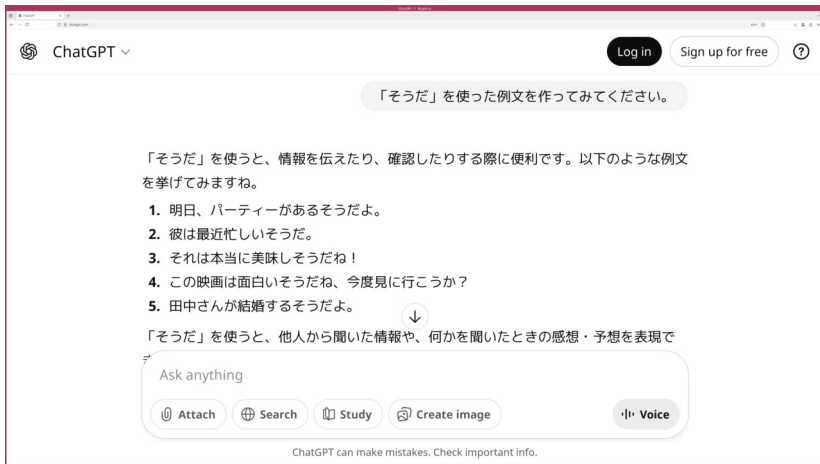 ChatGPT
chatgpt.com
ChatGPT
Log in
Sign up for free
「そうだ」を使った例文を作ってみてください。
「そうだ」を使うと、情報を伝えたり、確認したりする際に便利です。以下のような例文
を挙げてみますね。
1. 明日、パーティーがあるそうだよ。
2. 彼は最近忙しいそうだ。
3. それは本当に美味しそうだね！
4. この映画は面白いそうだね、今度見に行こうか？
5. 田中さんが結婚するそうだよ。
「そうだ」を使うと、他人から聞いた情報や、何かを聞いたときの感想・予想を表現で
Ask anything
Attach
Search
Study
Create image
Voice
ChatGPT can make mistakes. Check important info.